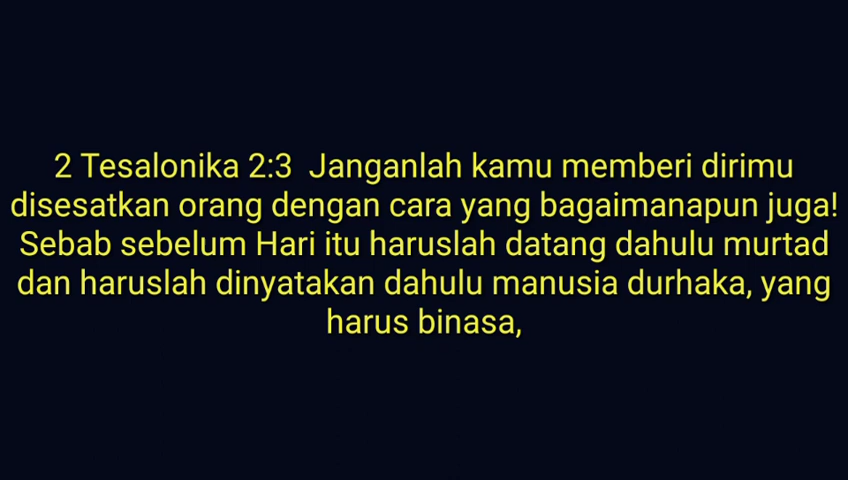 2 Tesalonika 2:3  Janganlah kamu memberi dirimu
disesatkan orang dengan cara yang bagaimanapun juga!
Sebab sebelum Hari itu haruslah datang dahulu murtad
dan haruslah dinyatakan dahulu manusia durhaka, yang
harus binasa,